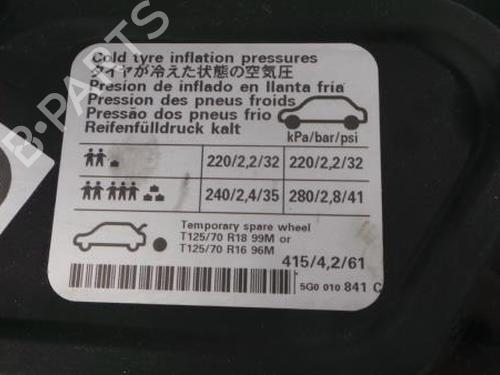 Cold tyre inflation pressures
タイヤが冷えた状態の空気圧
Presion de inflado en llanta fria
Pression des pneus froids
Pressão dos pneus frio
Reifenfülldruck kalt
kPa/bar/psi
220/2,2/32 220/2,2/32
240/2,4/35 280/2,8/41
Temporary spare wheel
T125/70 R18 99M or
T125/70 R16 96M
415/4,2/61
5G0 010 841 C
B-PARTS